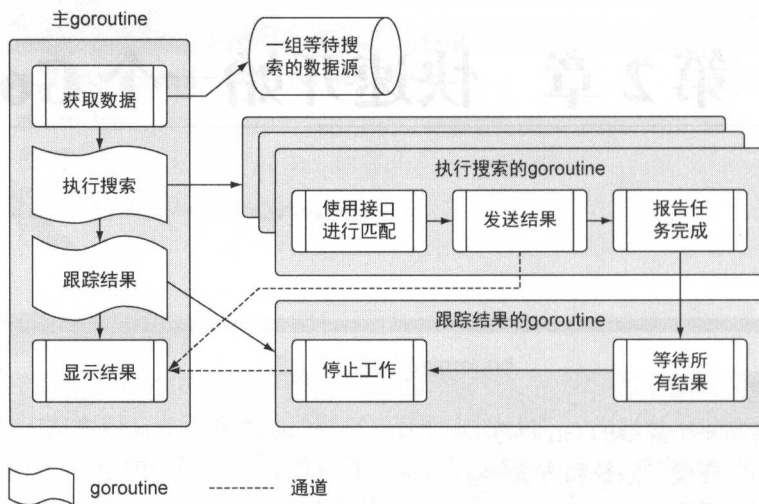 主goroutine
一组等待搜
索的数据源
获取数据
执行搜索
跟踪结果
显示结果
执行搜索的goroutine
使用接口
进行匹配
发送结果
报告任
务完成
跟踪结果的goroutine
停止工作
等待所
有结果
goroutine
通道